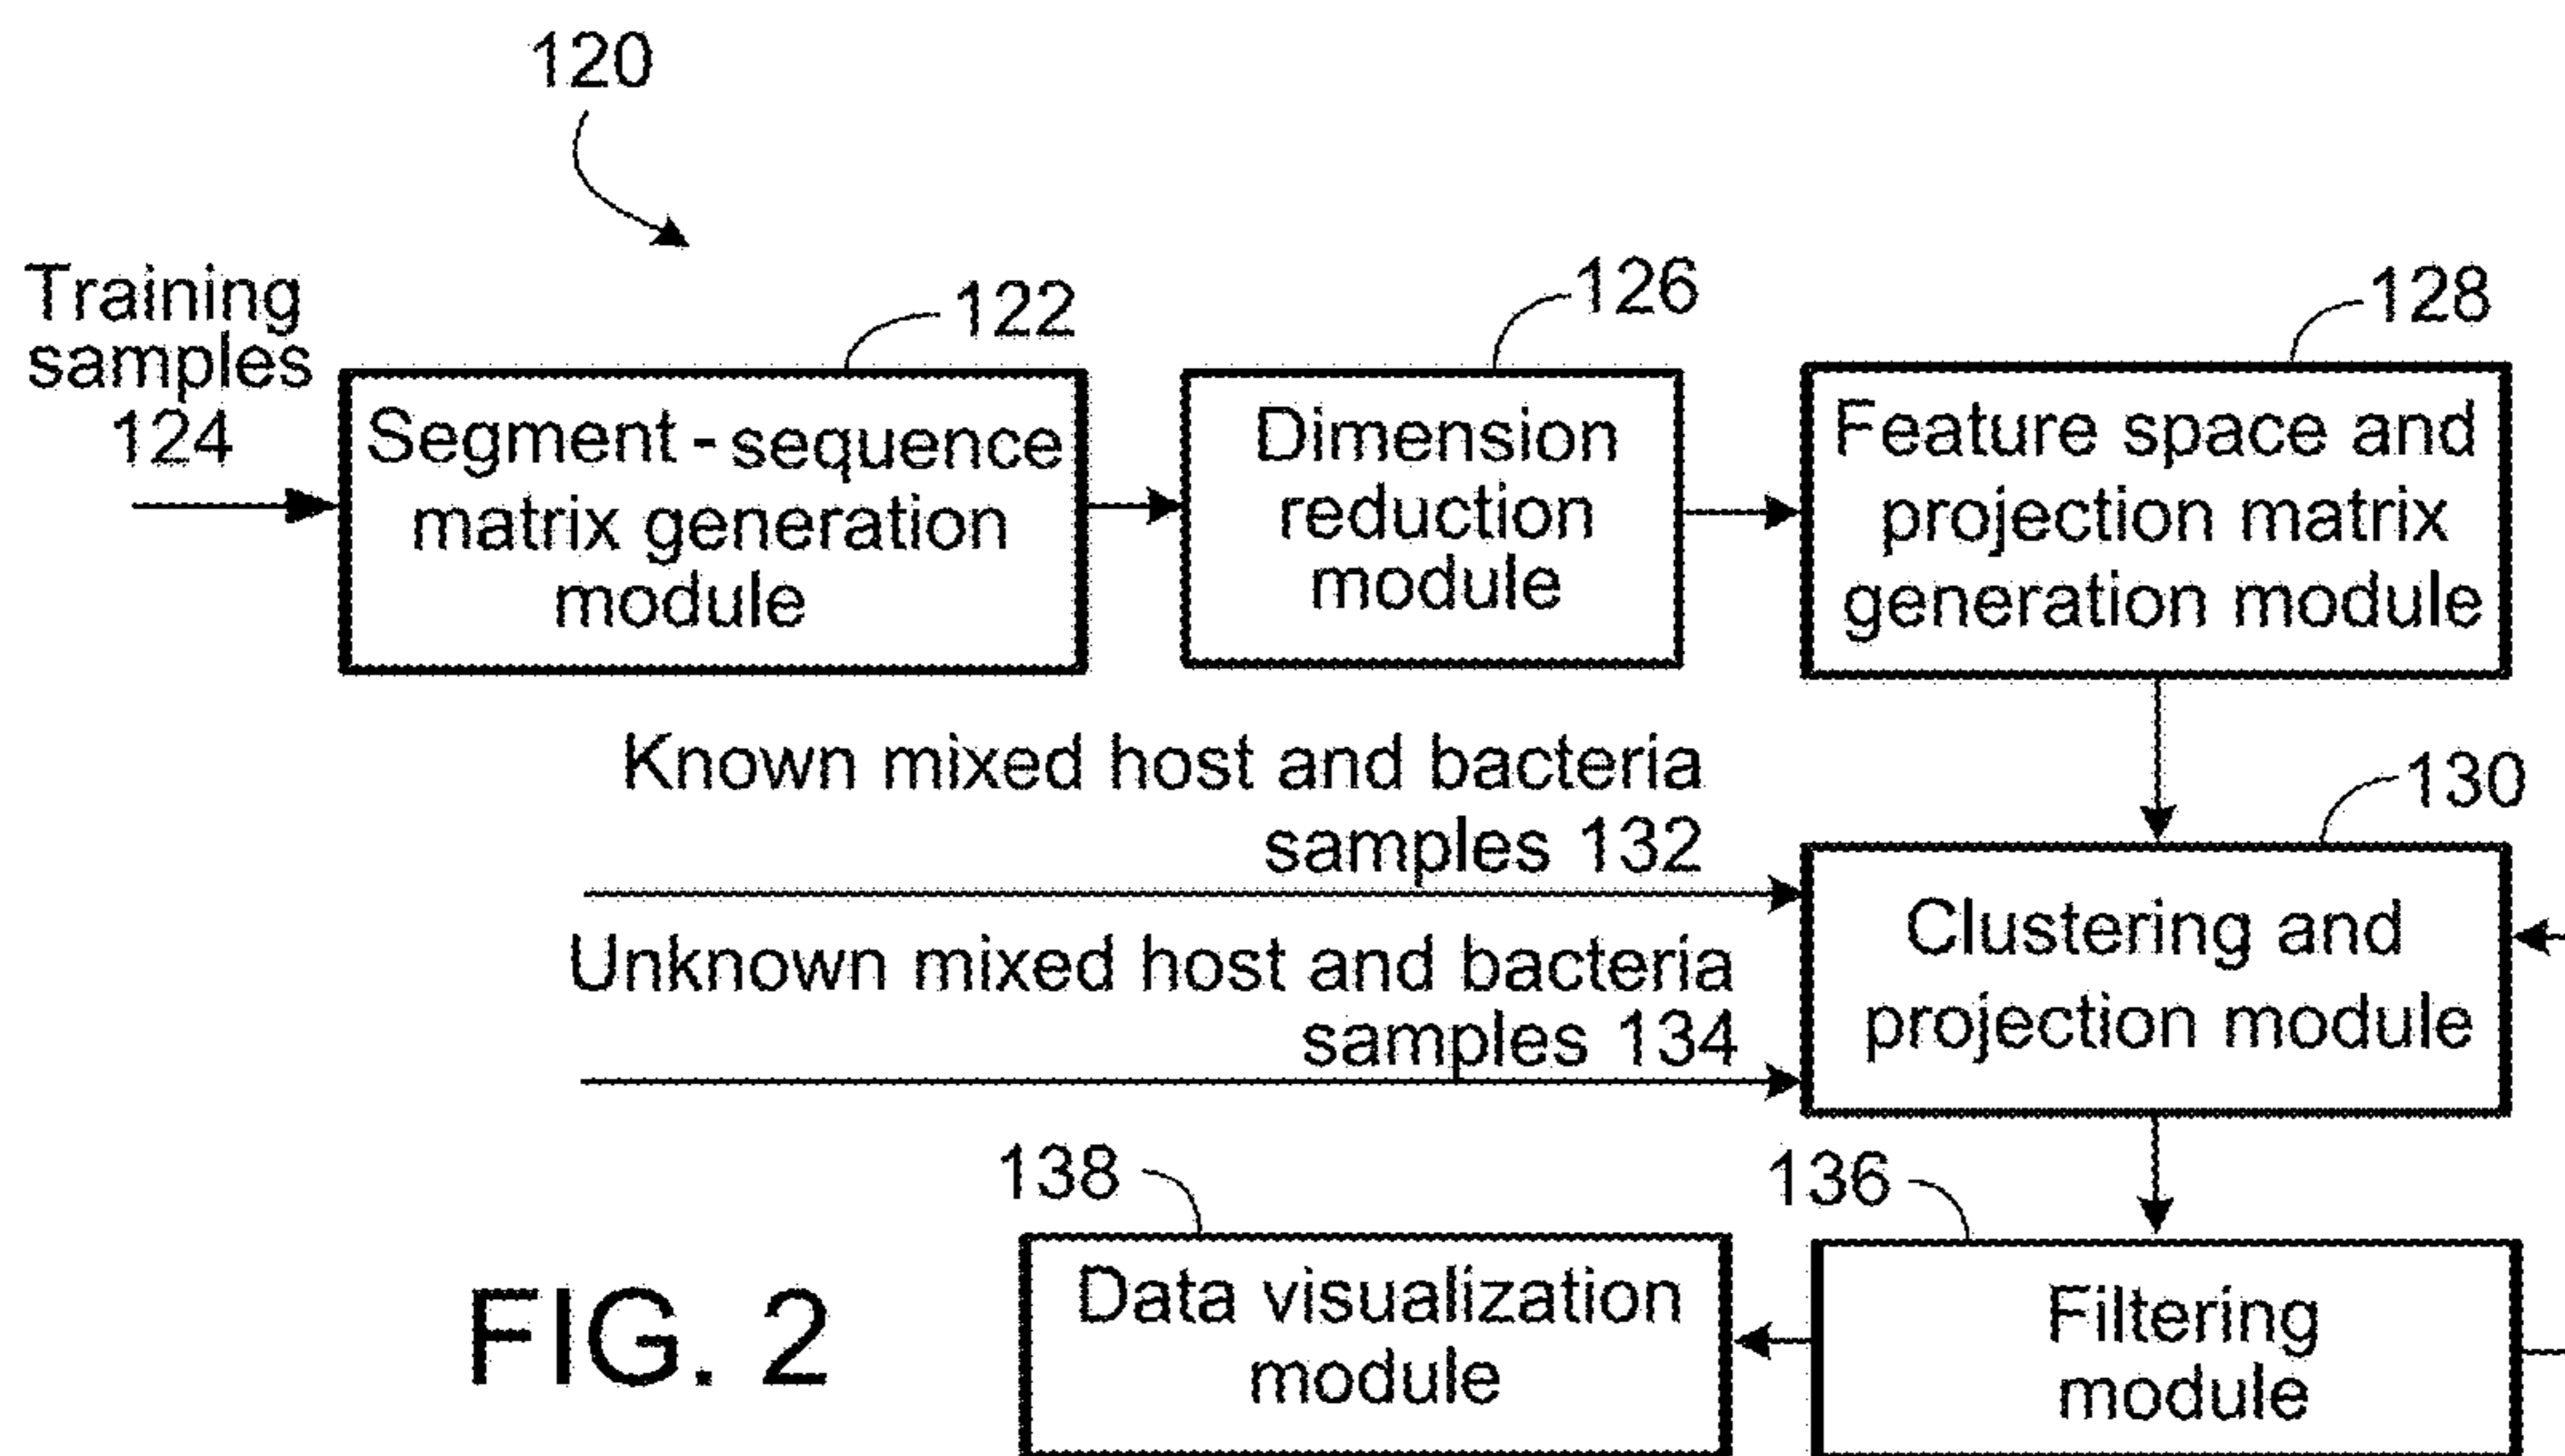 120
Training
samples
124
122
Segment - sequence
matrix generation
module
126
Dimension
reduction
module
128
Feature space and
projection matrix
generation module
Known mixed host and bacteria
samples 132
Unknown mixed host and bacteria
samples 134
130
Clustering and
projection module
138
Data visualization
module
136
Filtering
module
FIG. 2